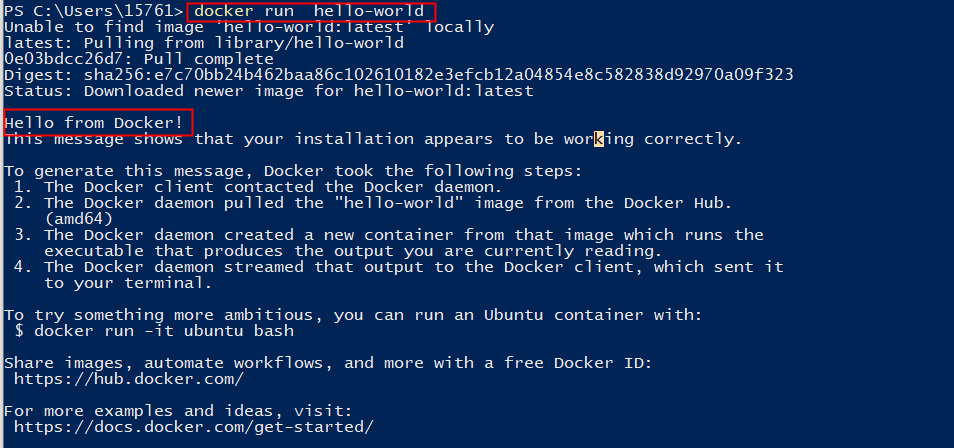 PS C:\Users\15761> docker run  hello-world
Unable to find image 'hello-world:latest' locally
latest: Pulling from library/hello-world
0e03bdcc26d7: Pull complete
Digest: sha256:e7c70bb24b462baa86c102610182e3efcb12a04854e8c582838d92970a09f323
Status: Downloaded newer image for hello-world:latest
Hello from Docker!
This message shows that your installation appears to be working correctly.
To generate this message, Docker took the following steps:
1. The Docker client contacted the Docker daemon.
2. The Docker daemon pulled the "hello-world" image from the Docker Hub.
(amd64)
3. The Docker daemon created a new container from that image which runs the
executable that produces the output you are currently reading.
4. The Docker daemon streamed that output to the Docker client, which sent it
to your terminal.
To try something more ambitious, you can run an Ubuntu container with:
$ docker run -it ubuntu bash
Share images, automate workflows, and more with a free Docker ID:
https://hub.docker.com/
For more examples and ideas, visit:
https://docs.docker.com/get-started/